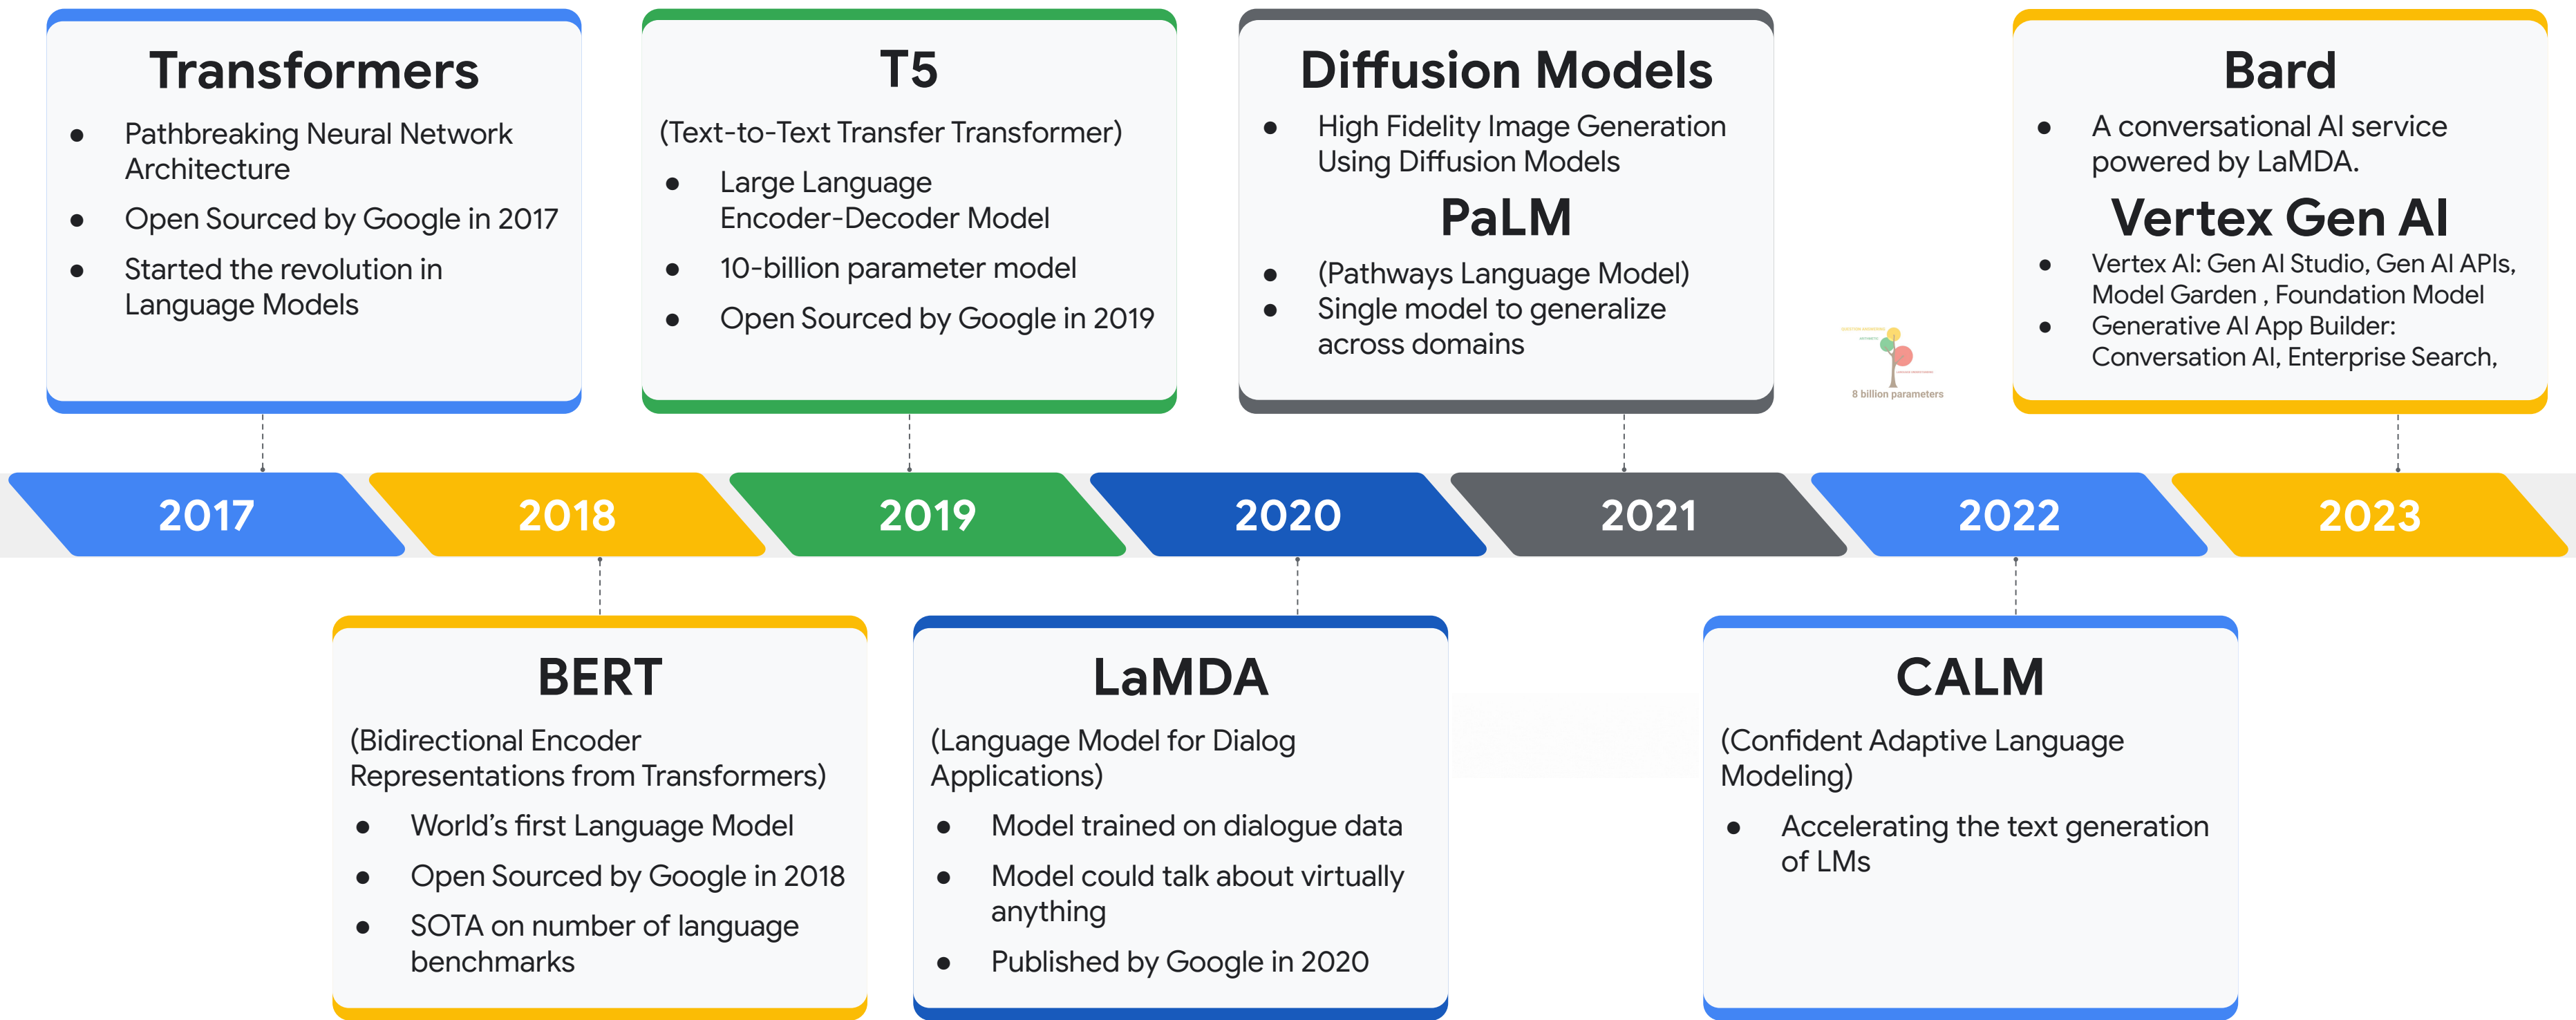 Transformers
● Pathbreaking Neural Network
Architecture
● Open Sourced by Google in 2017
● Started the revolution in
Language Models
T5
(Text-to-Text Transfer Transformer)
● Large Language
Encoder-Decoder Model
● 10-billion parameter model
● Open Sourced by Google in 2019
Diffusion Models
● High Fidelity Image Generation
Using Diffusion Models
PaLM
● (Pathways Language Model)
● Single model to generalize
across domains
8 billion parameters
Bard
● A conversational AI service
powered by LaMDA.
Vertex Gen AI
● Vertex AI: Gen AI Studio, Gen AI APIs,
Model Garden , Foundation Model
● Generative AI App Builder:
Conversation AI, Enterprise Search,
2017
2018
2019
2020
2021
2022
2023
BERT
(Bidirectional Encoder
Representations from Transformers)
● World's first Language Model
● Open Sourced by Google in 2018
● SOTA on number of language
benchmarks
LaMDA
(Language Model for Dialog
Applications)
● Model trained on dialogue data
● Model could talk about virtually
anything
● Published by Google in 2020
CALM
(Confident Adaptive Language
Modeling)
● Accelerating the text generation
of LMs